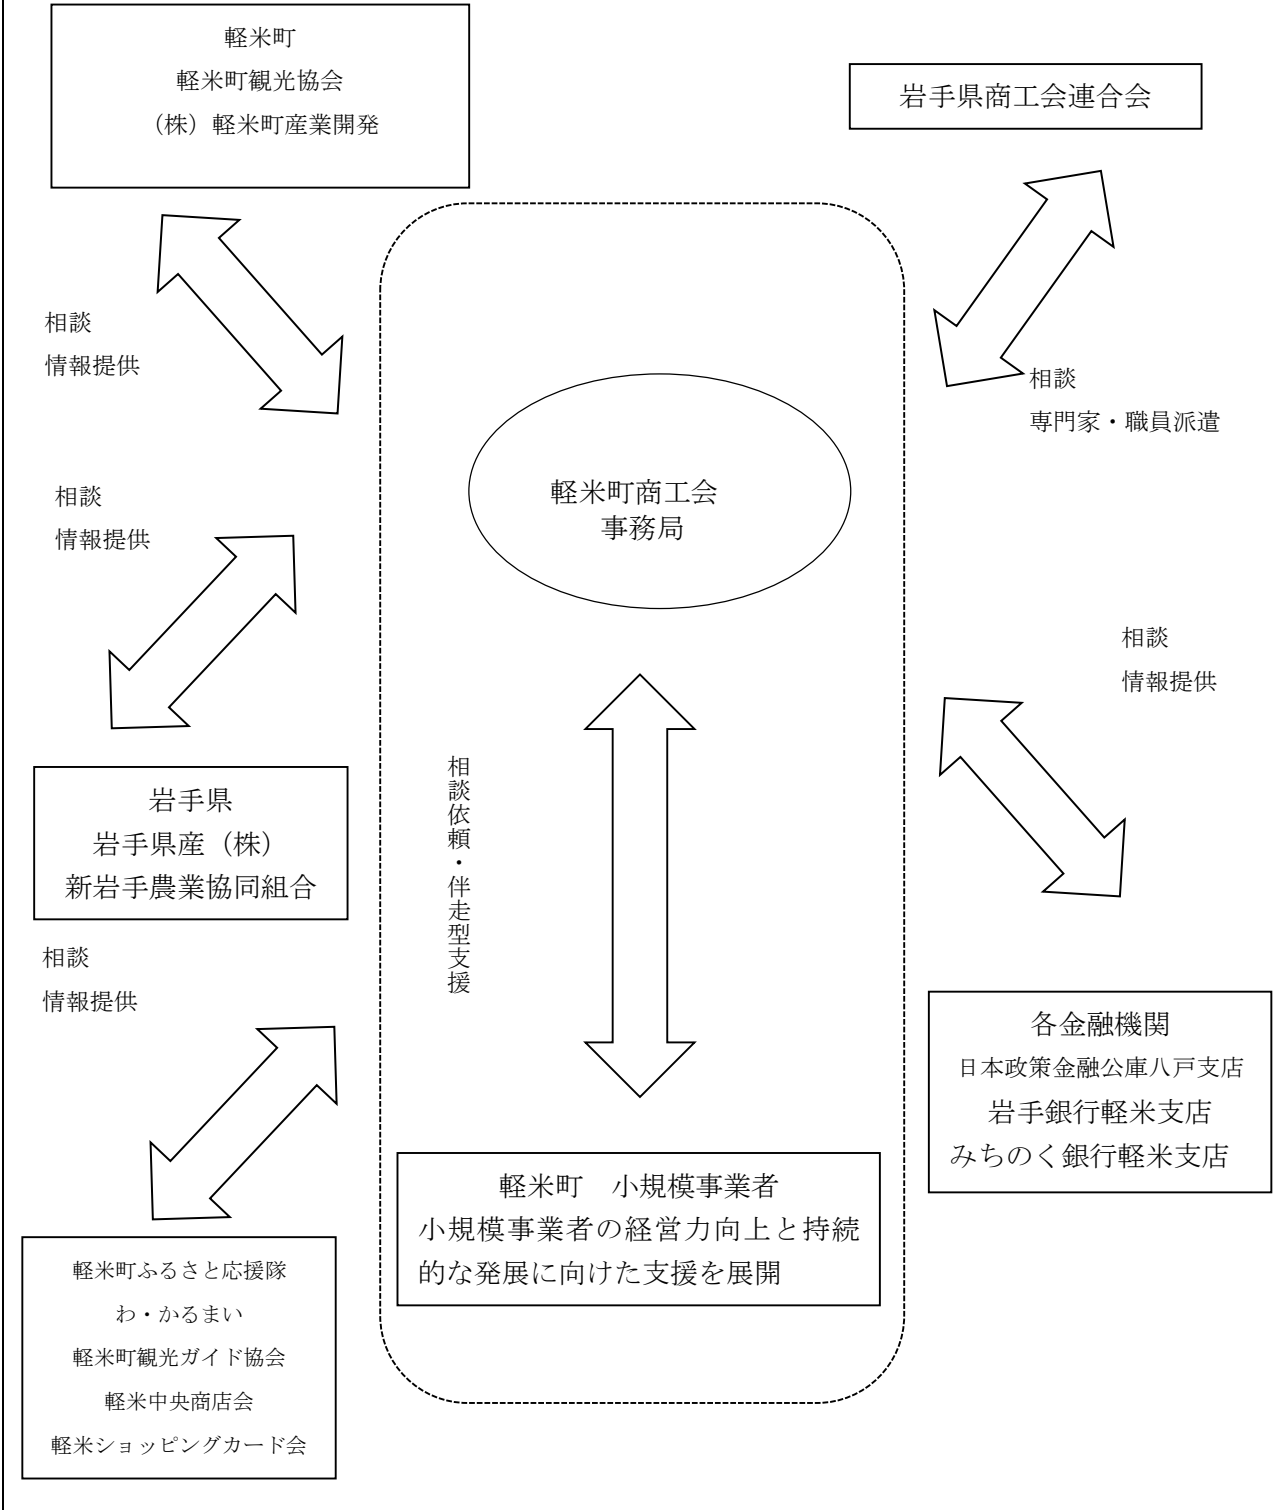 軽米町
軽米町観光協会
（株）軽米町産業開発
岩手県商工会連合会
相談
情報提供
相談
専門家・職員派遣
軽米町商工会
事務局
相談
情報提供
相談
情報提供
相談依頼・伴走型支援
岩手県
岩手県産（株）
新岩手農業協同組合
相談
情報提供
各金融機関
日本政策金融公庫八戸支店
岩手銀行軽米支店
みちのく銀行軽米支店
軽米町　小規模事業者
小規模事業者の経営力向上と持続
的な発展に向けた支援を展開
軽米町ふるさと応援隊
わ・かるまい
軽米町観光ガイド協会
軽米中央商店会
軽米ショッピングカード会